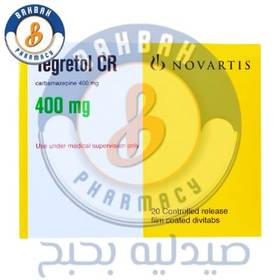 BAHBAH
PHARMACY
Tegretol CR
carbamazepine 400 mg
400 mg
Use under medical supervision only
NOVARTIS
PHARMACY
20 Controlled release
film coated divitabs
صيدلية بحبح